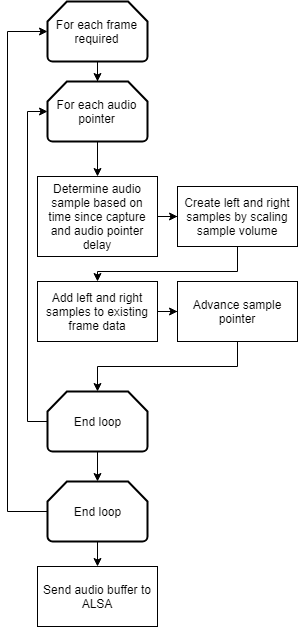 For each frame
required
For each audio
pointer
Determine audio
sample based on
time since capture
and audio pointer
delay
Create left and right
samples by scaling
sample volume
Add left and right
samples to existing
frame data
Advance sample
pointer
End loop
End loop
Send audio buffer to
ALSA